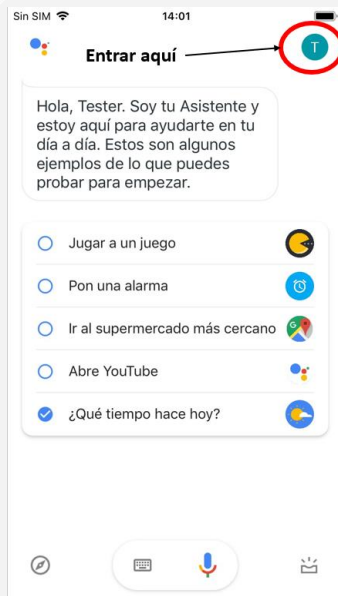 Sin SIM 14:01
Entrar aquí
T
Hola, Tester. Soy tu Asistente y
estoy aquí para ayudarte en tu
día a día. Estos son algunos
ejemplos de lo que puedes
probar para empezar.
Jugar a un juego
Pon una alarma
Ir al supermercado más cercano
Abre YouTube
¿Qué tiempo hace hoy?